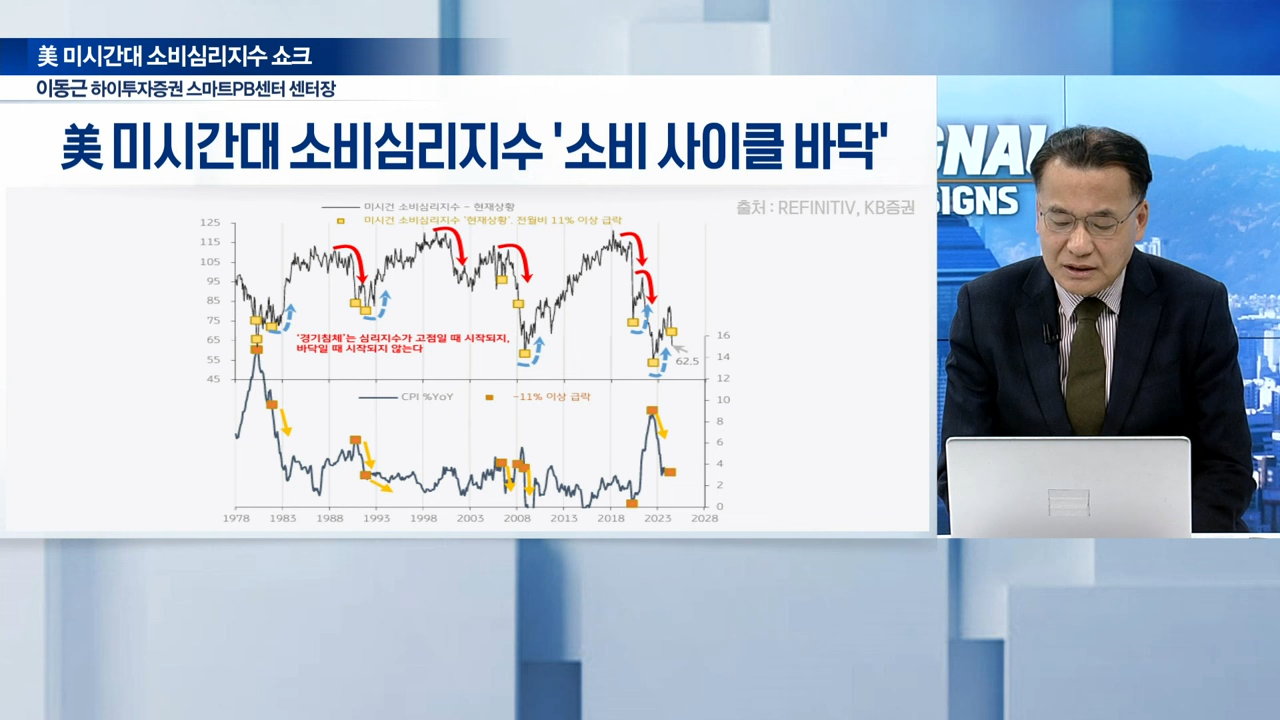 美 미시간대 소비심리지수 쇼크
이동근 하이투자증권 스마트PB센터 센터장
美 미시간대 소비심리지수 '소비 사이클 바닥'
출처 : REFINITIV, KB증권
미시건 소비심리지수 - 현재상황
미시건 소비심리지수 '현재상황'. 전월비 11% 이상 급락
125
115
105
95
85
75
65
55
45
'경기침체'는 심리지수가 고점일 때 시작되지,
바닥일 때 시작되지 않는다
62.5
16
14
12
10
8
6
4
2
0
CPI %YoY
-11% 이상 급락
1978 1983 1988 1993 1998 2003 2008 2013 2018 2023 2028
GNAL
SIGNS